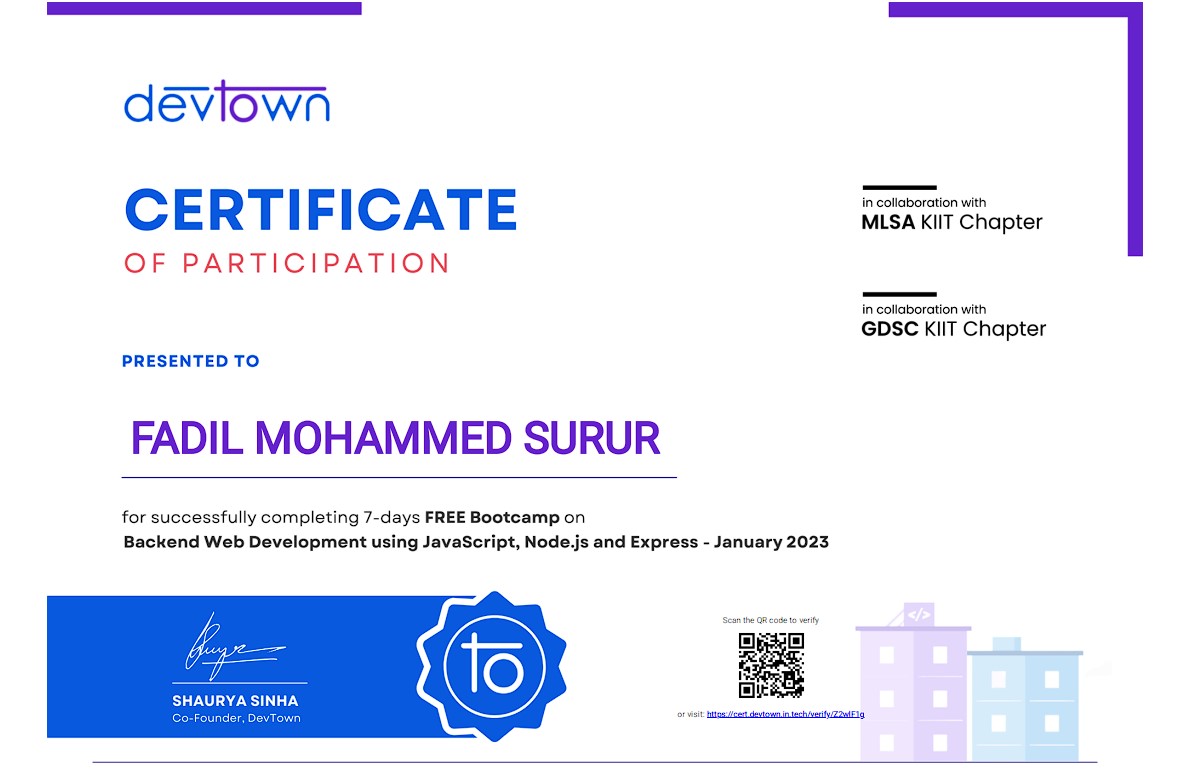 devtown
CERTIFICATE
OF PARTICIPATION
in collaboration with
MLSA KIIT Chapter
in collaboration with
GDSC KIIT Chapter
PRESENTED TO
FADIL MOHAMMED SURUR
for successfully completing 7-days FREE Bootcamp on
Backend Web Development using JavaScript, Node.js and Express - January 2023
SHAURYA SINHA
Co-Founder, DevTown
to
Scan the QR code to verify
or visit: https://cert.devtown.in.tech/verify/Z2wlF1g
</>